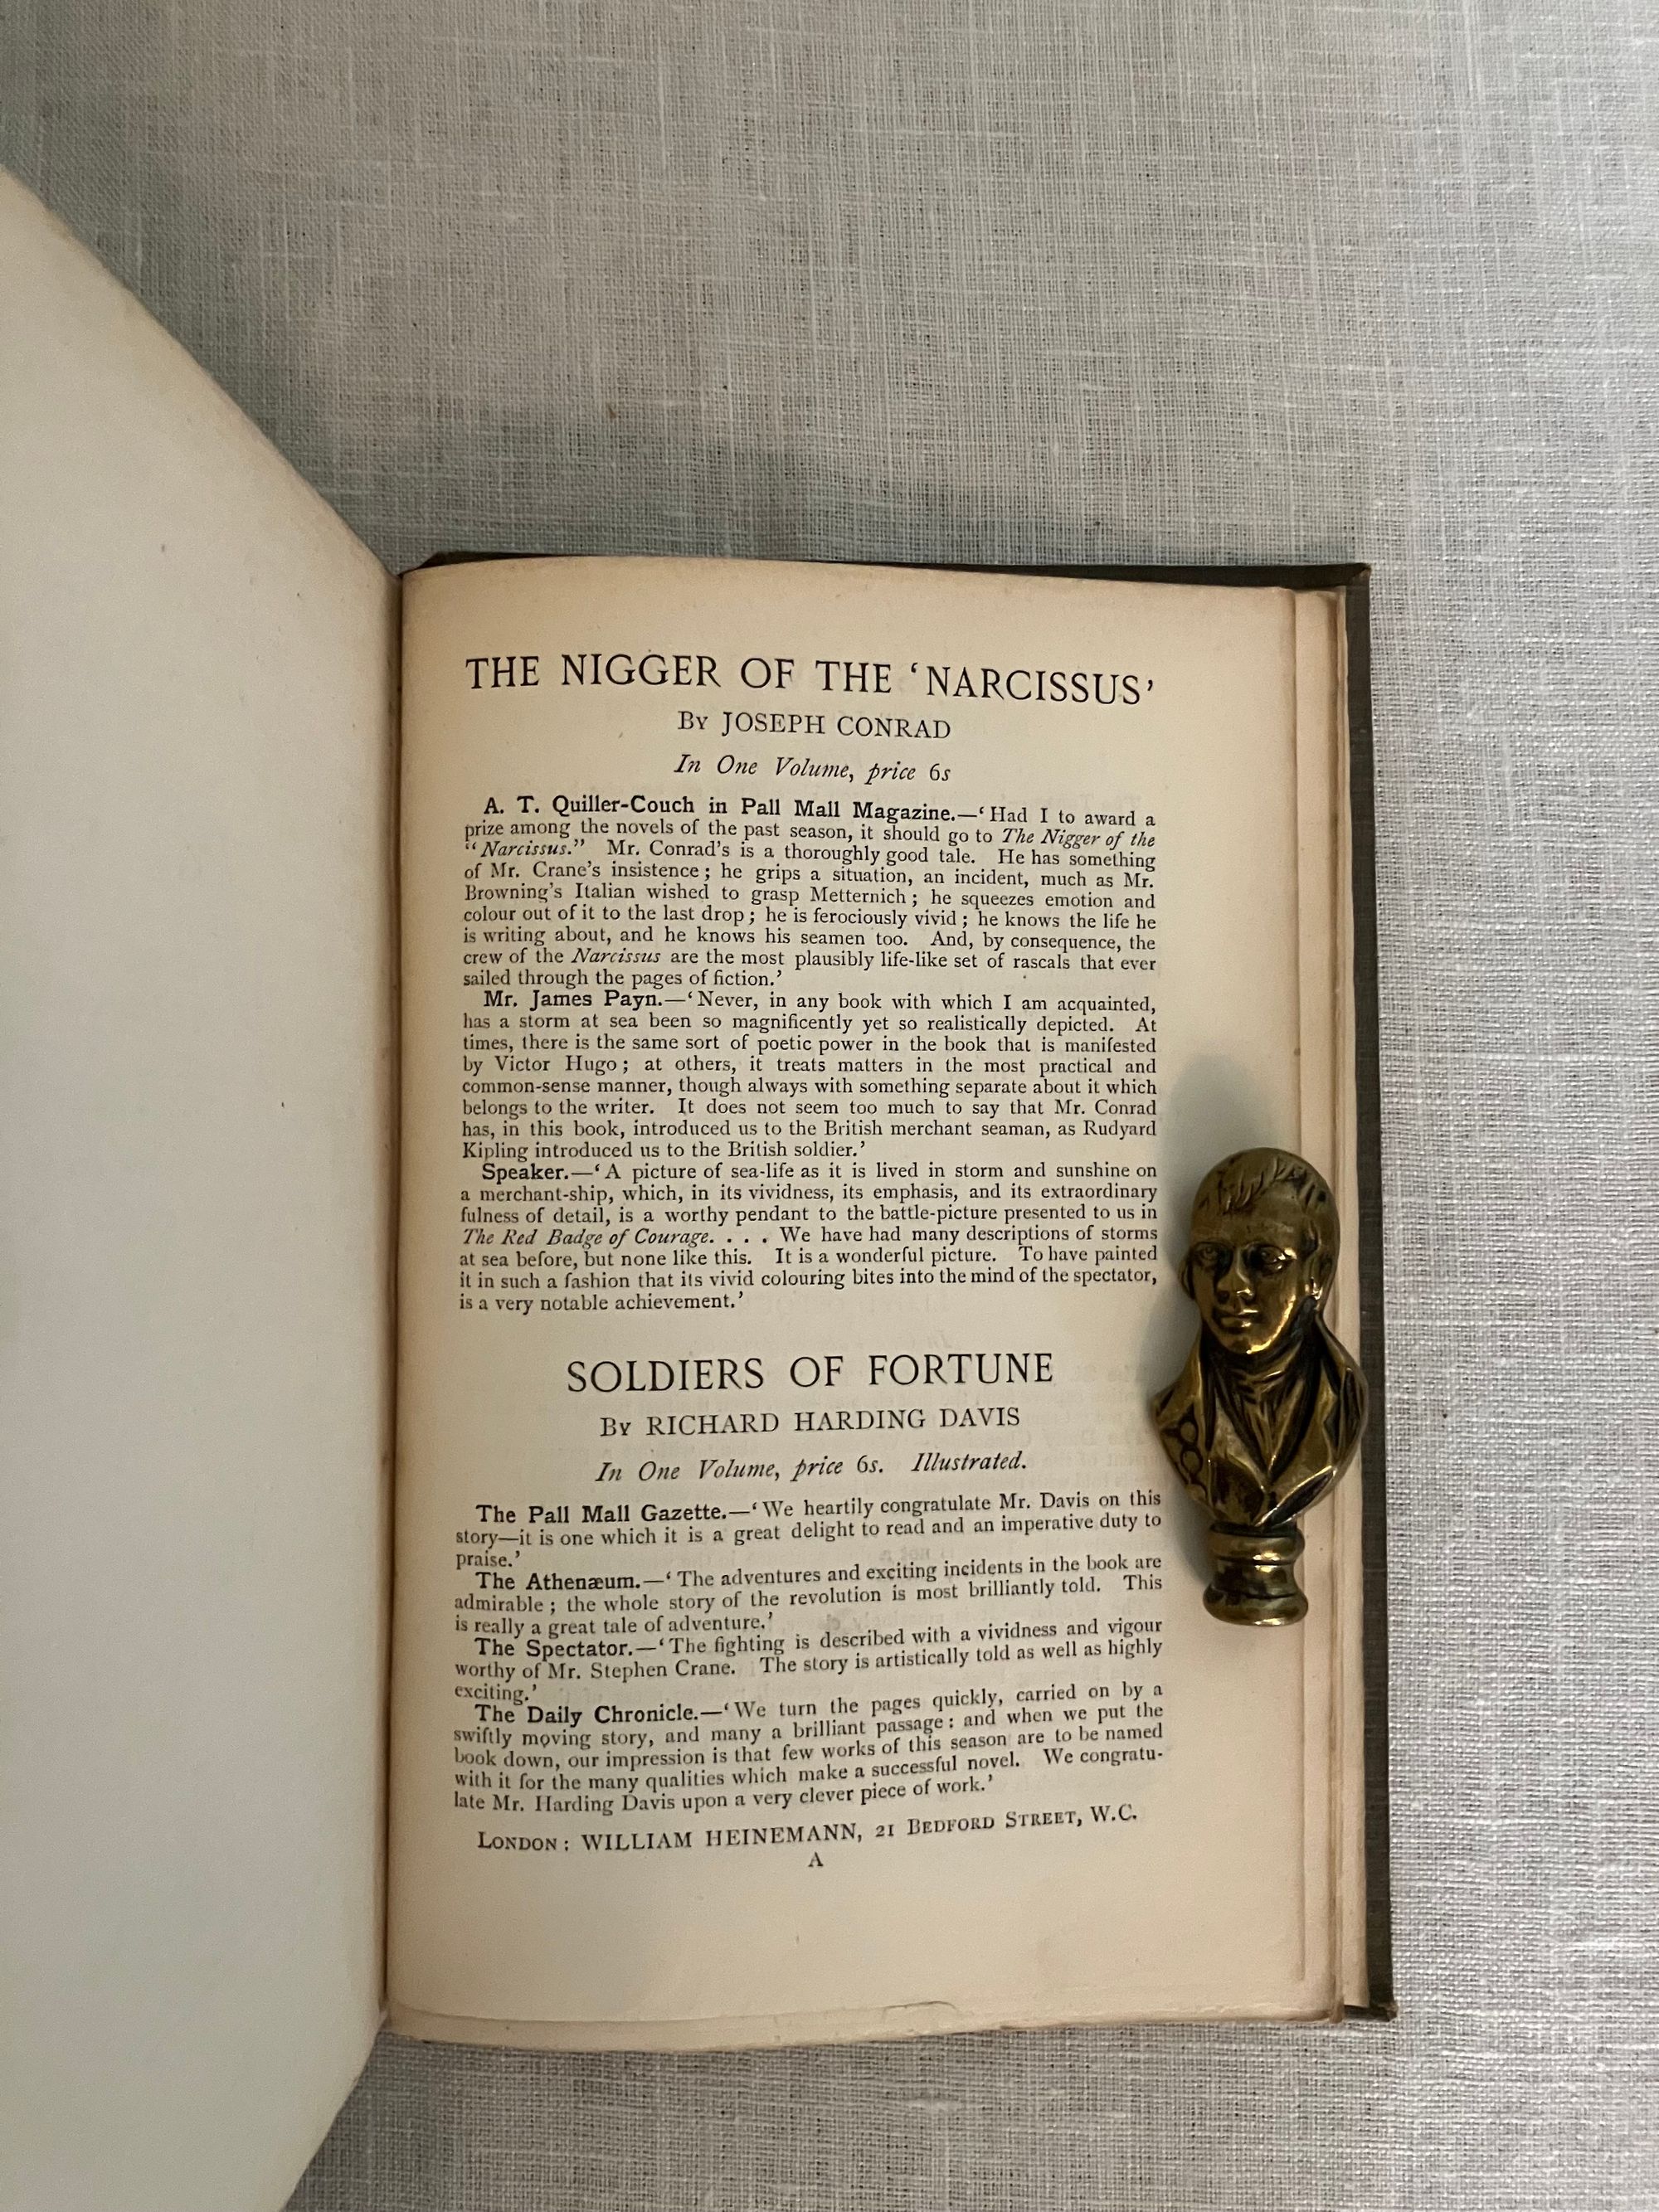 THE NIGGER OF THE ‘NARCISSUS’
By JOSEPH CONRAD
In One Volume, price 6s
A. T. Quiller-Couch in Pall Mall Magazine.—‘Had I to award a
prize among the novels of the past season, it should go to The Nigger of the
“Narcissus.” Mr. Conrad’s is a thoroughly good tale. He has something
of Mr. Crane’s insistence; he grips a situation, an incident, much as Mr.
Browning’s Italian wished to grasp Metternich; he squeezes emotion and
colour out of it to the last drop; he is ferociously vivid; he knows the life he
is writing about, and he knows his seamen too. And, by consequence, the
crew of the Narcissus are the most plausibly life-like set of rascals that ever
sailed through the pages of fiction.’
Mr. James Payn.—‘Never, in any book with which I am acquainted,
has a storm at sea been so magnificently yet so realistically depicted. At
times, there is the same sort of poetic power in the book that is manifested
by Victor Hugo; at others, it treats matters in the most practical and
common-sense manner, though always with something separate about it which
belongs to the writer. It does not seem too much to say that Mr. Conrad
has, in this book, introduced us to the British merchant seaman, as Rudyard
Kipling introduced us to the British soldier.’
Speaker.—‘A picture of sea-life as it is lived in storm and sunshine on
a merchant-ship, which, in its vividness, its emphasis, and its extraordinary
fulness of detail, is a worthy pendant to the battle-picture presented to us in
The Red Badge of Courage. . . . We have had many descriptions of storms
at sea before, but none like this. It is a wonderful picture. To have painted
it in such a fashion that its vivid colouring bites into the mind of the spectator,
is a very notable achievement.’
SOLDIERS OF FORTUNE
By RICHARD HARDING DAVIS
In One Volume, price 6s. Illustrated.
The Pall Mall Gazette.—‘We heartily congratulate Mr. Davis on this
story—it is one which it is a great delight to read and an imperative duty to
praise.’
The Athenæum.—‘The adventures and exciting incidents in the book are
admirable; the whole story of the revolution is most brilliantly told. This
is really a great tale of adventure.’
The Spectator.—‘The fighting is described with a vividness and vigour
worthy of Mr. Stephen Crane. The story is artistically told as well as highly
exciting.’
The Daily Chronicle.—‘We turn the pages quickly, carried on by a
swiftly moving story, and many a brilliant passage: and when we put the
book down, our impression is that few works of this season are to be named
with it for the many qualities which make a successful novel. We congratu-
late Mr. Harding Davis upon a very clever piece of work.’
London: WILLIAM HEINEMANN, 21 Bedford Street, W.C.
A